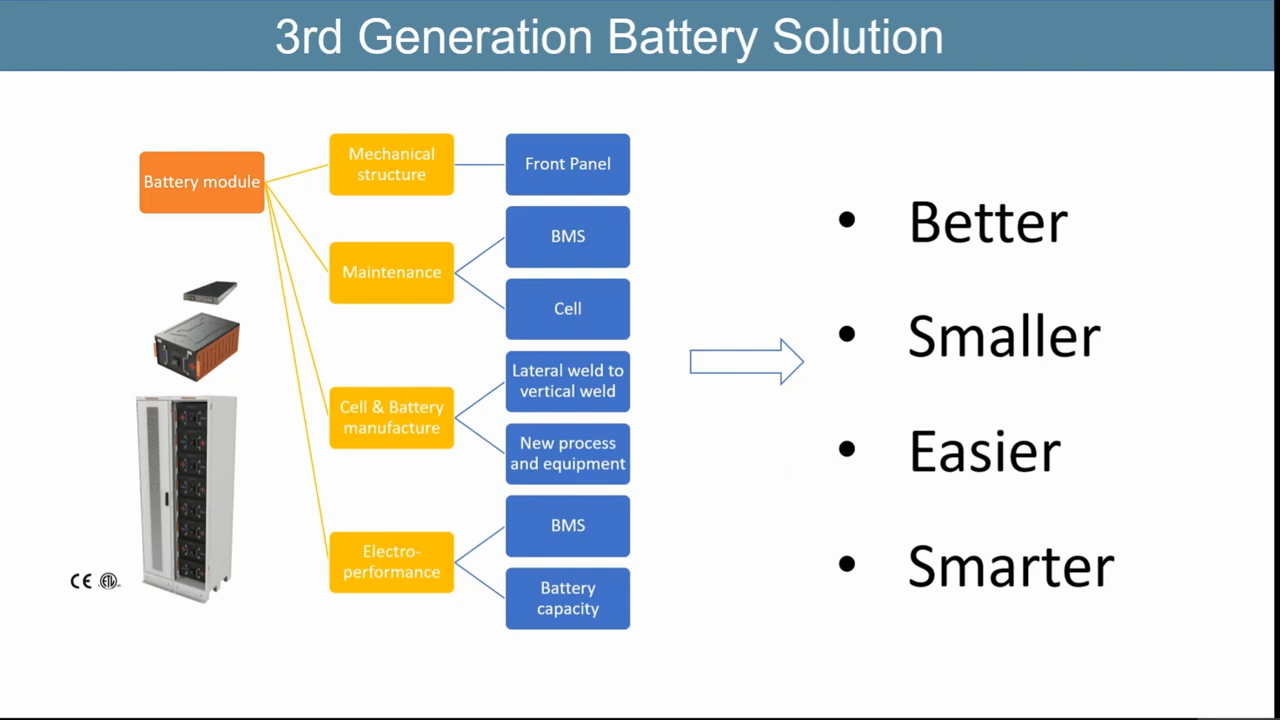 3rd Generation Battery Solution
Battery module
Mechanical
structure
Front Panel
Maintenance
BMS
Cell
Cell & Battery
manufacture
Lateral weld to
vertical weld
New process
and equipment
Electro-
performance
BMS
Battery
capacity
CE
ETL
• Better
• Smaller
• Easier
• Smarter